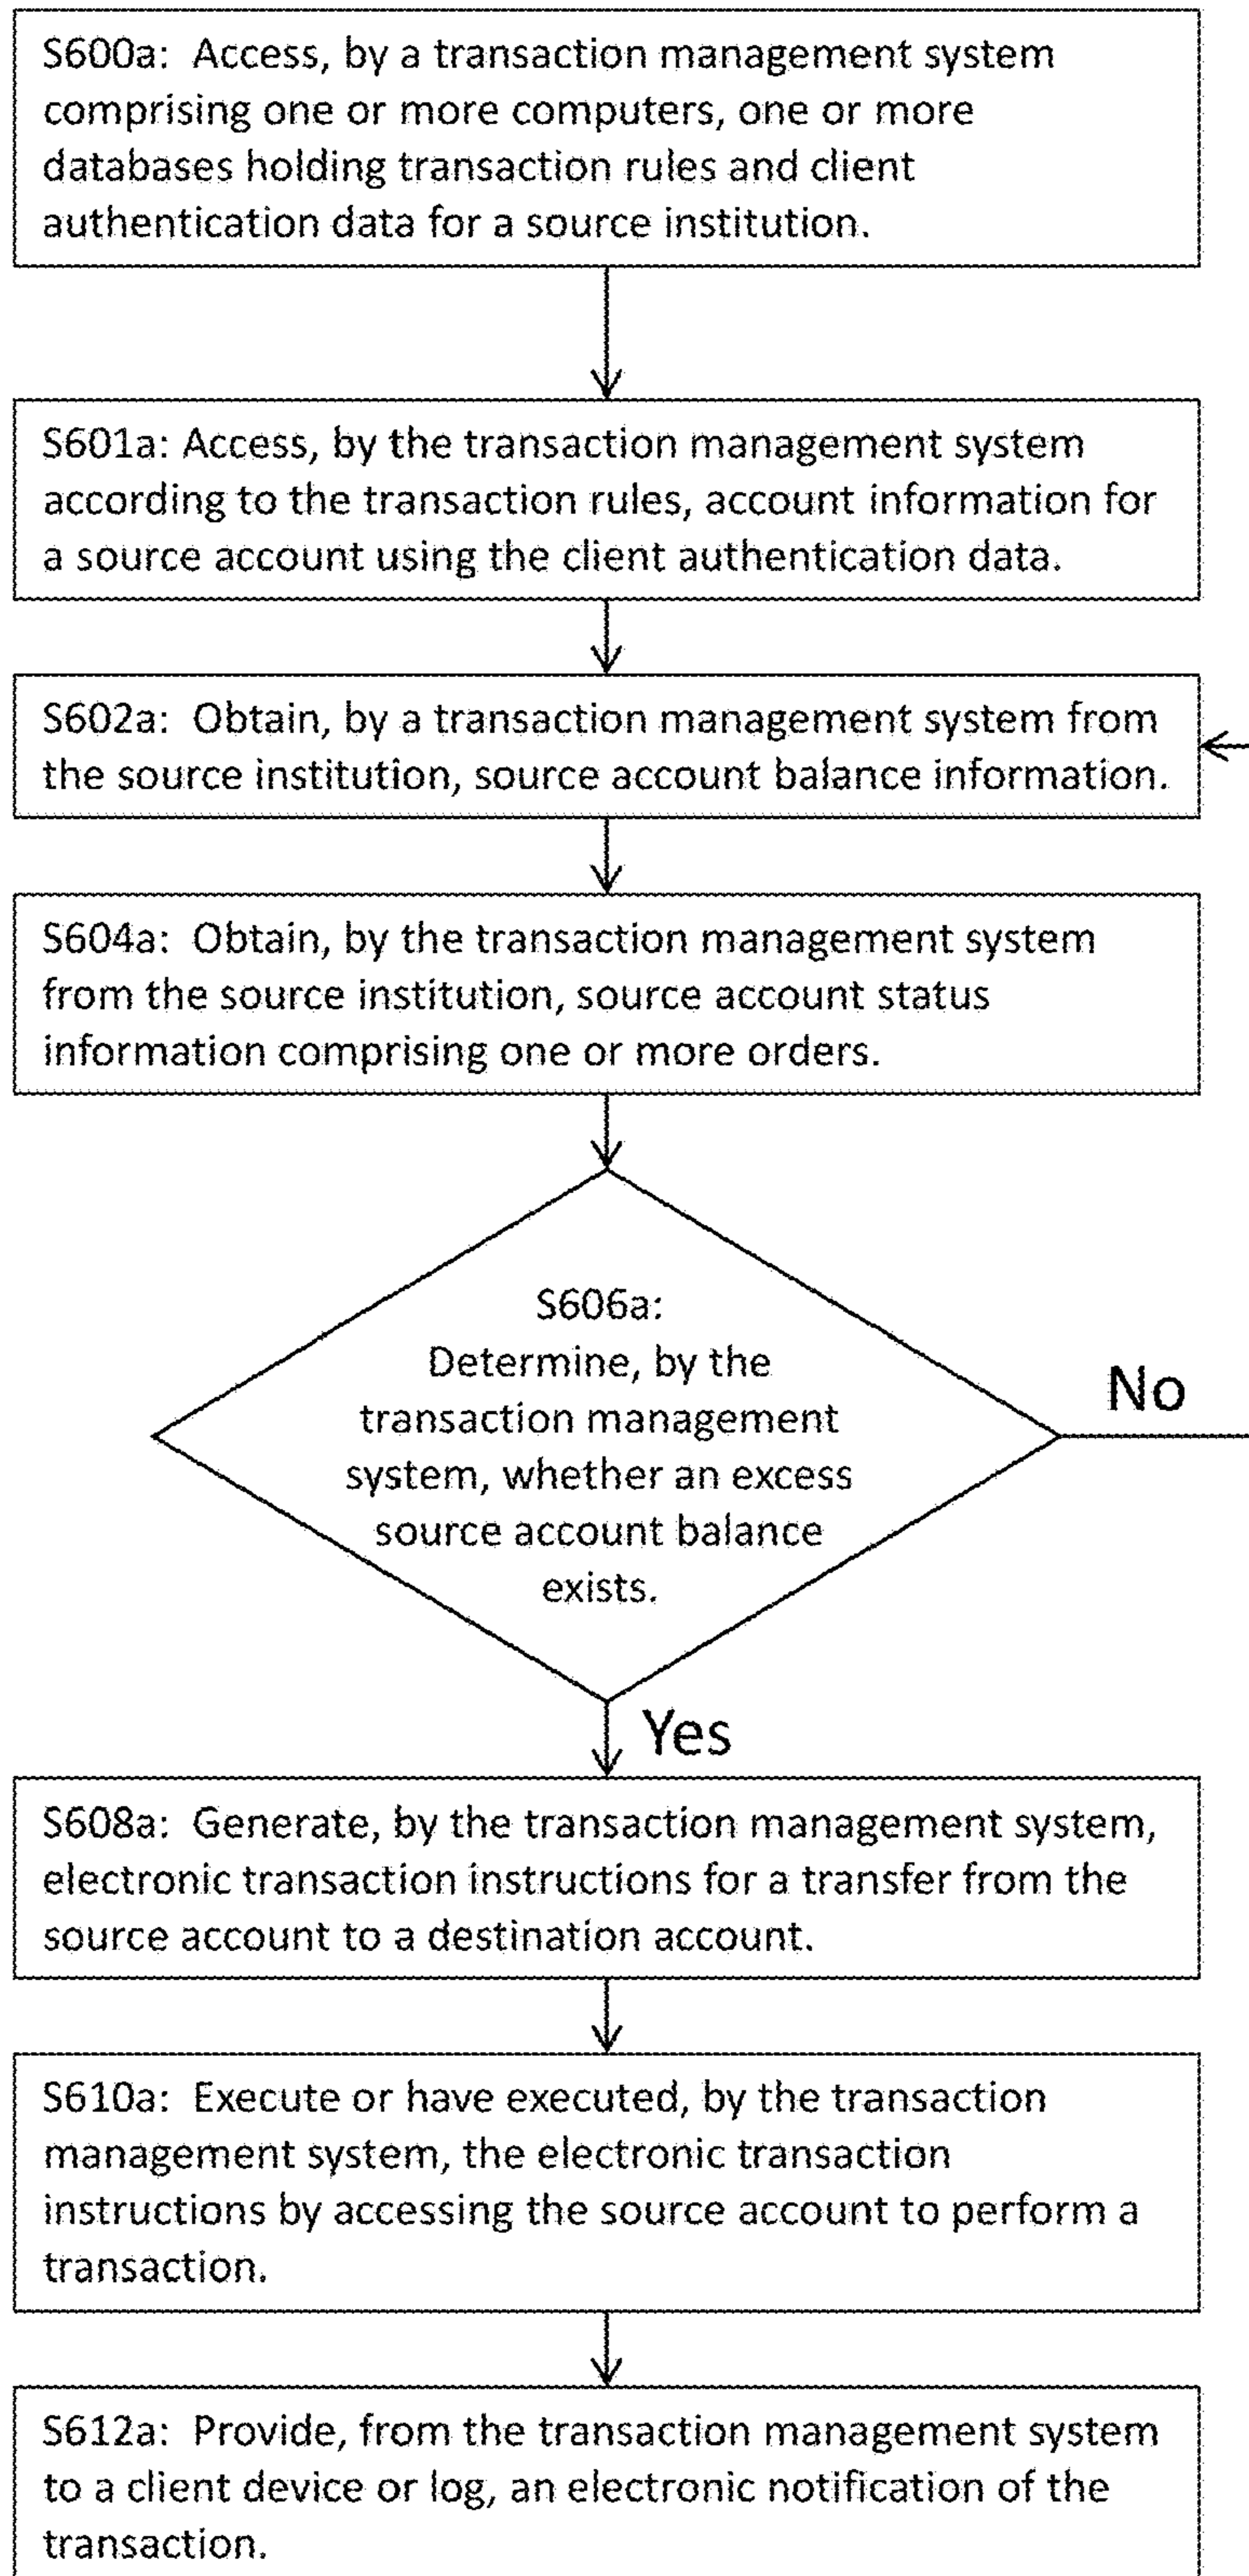 S600a:  Access, by a transaction management system
comprising one or more computers, one or more
databases holding transaction rules and client
authentication data for a source institution.
S601a: Access, by the transaction management system
according to the transaction rules, account information for
a source account using the client authentication data.
S602a:  Obtain, by a transaction management system from
the source institution, source account balance information.
S604a:  Obtain, by the transaction management system
from the source institution, source account status
information comprising one or more orders.
S606a:
Determine, by the
transaction management
system, whether an excess
source account balance
exists.
No
Yes
S608a:  Generate, by the transaction management system,
electronic transaction instructions for a transfer from the
source account to a destination account.
S610a:  Execute or have executed, by the transaction
management system, the electronic transaction
instructions by accessing the source account to perform a
transaction.
S612a:  Provide, from the transaction management system
to a client device or log, an electronic notification of the
transaction.